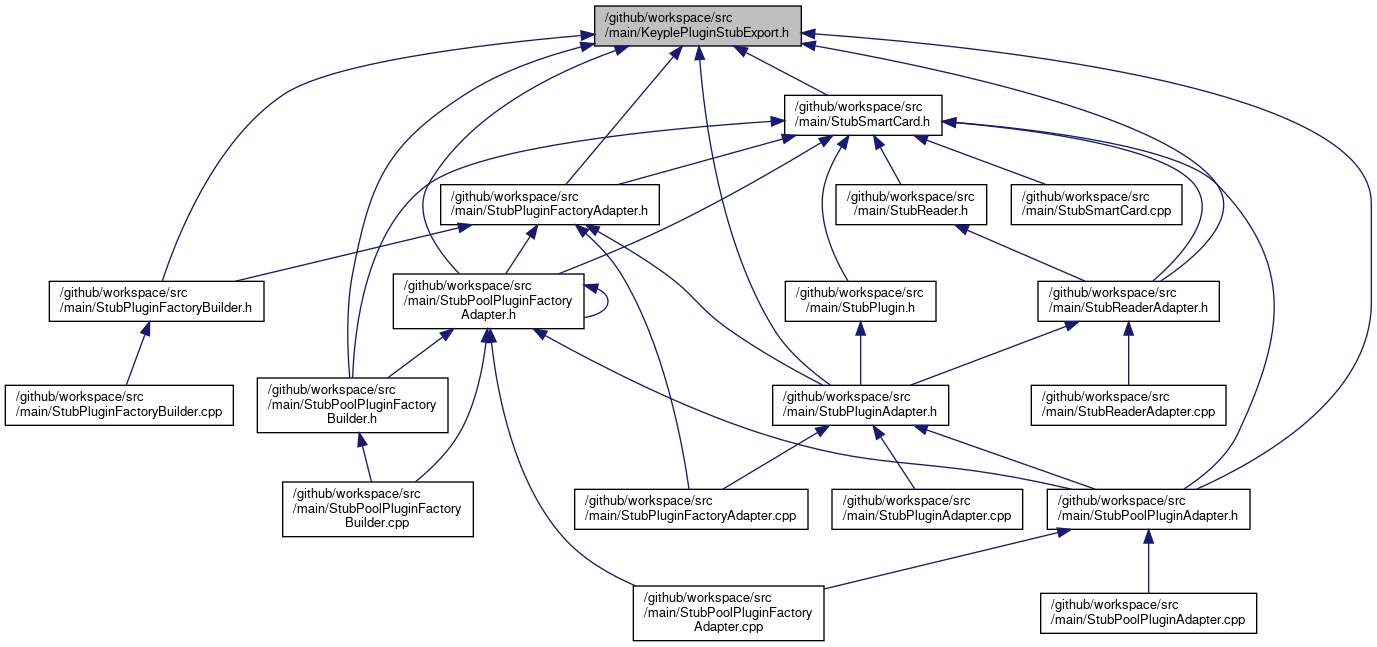 /github/workspace/src
/main/KeyplePluginStubExport.h
/github/workspace/src
/main/StubSmartCard.h
/github/workspace/src
/main/StubPluginFactoryAdapter.h
/github/workspace/src
/main/StubReader.h
/github/workspace/src
/main/StubSmartCard.cpp
/github/workspace/src
/main/StubPluginFactoryBuilder.h
/github/workspace/src
/main/StubPoolPluginFactory
Adapter.h
/github/workspace/src
/main/StubPlugin.h
/github/workspace/src
/main/StubReaderAdapter.h
/github/workspace/src
/main/StubPluginFactoryBuilder.cpp
/github/workspace/src
/main/StubPoolPluginFactory
Builder.h
/github/workspace/src
/main/StubPluginAdapter.h
/github/workspace/src
/main/StubReaderAdapter.cpp
/github/workspace/src
/main/StubPoolPluginFactory
Builder.cpp
/github/workspace/src
/main/StubPluginFactoryAdapter.cpp
/github/workspace/src
/main/StubPluginAdapter.cpp
/github/workspace/src
/main/StubPoolPluginAdapter.h
/github/workspace/src
/main/StubPoolPluginFactory
Adapter.cpp
/github/workspace/src
/main/StubPoolPluginAdapter.cpp